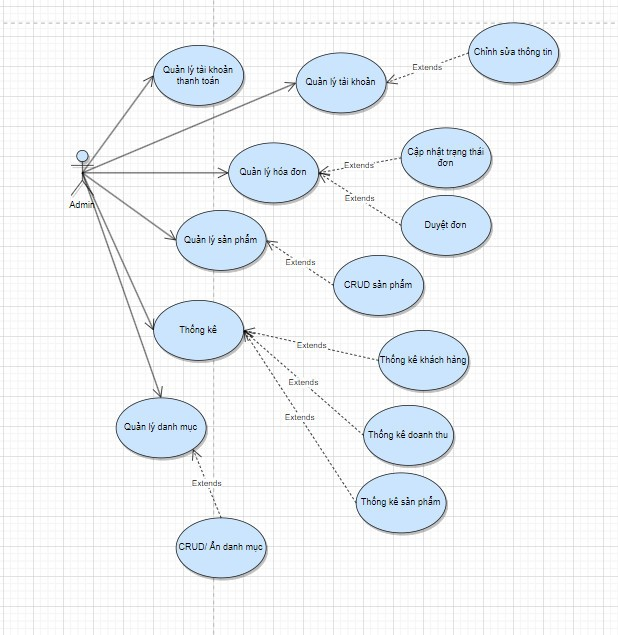 Chỉnh sửa thông tin
Quản lý tài khoản
thanh toán
Quản lý tài khoản
Extends
Cập nhật trạng thái
đơn
Extends
Quản lý hóa đơn
Extends
Admin
Duyệt đơn
Quản lý sản phẩm
Extends
CRUD sản phẩm
Thống kê
Extends
Thống kê khách hàng
Extends
Extends
Quản lý danh mục
Thống kê doanh thu
Extends
Thống kê sản phẩm
CRUD/ Ẩn danh mục